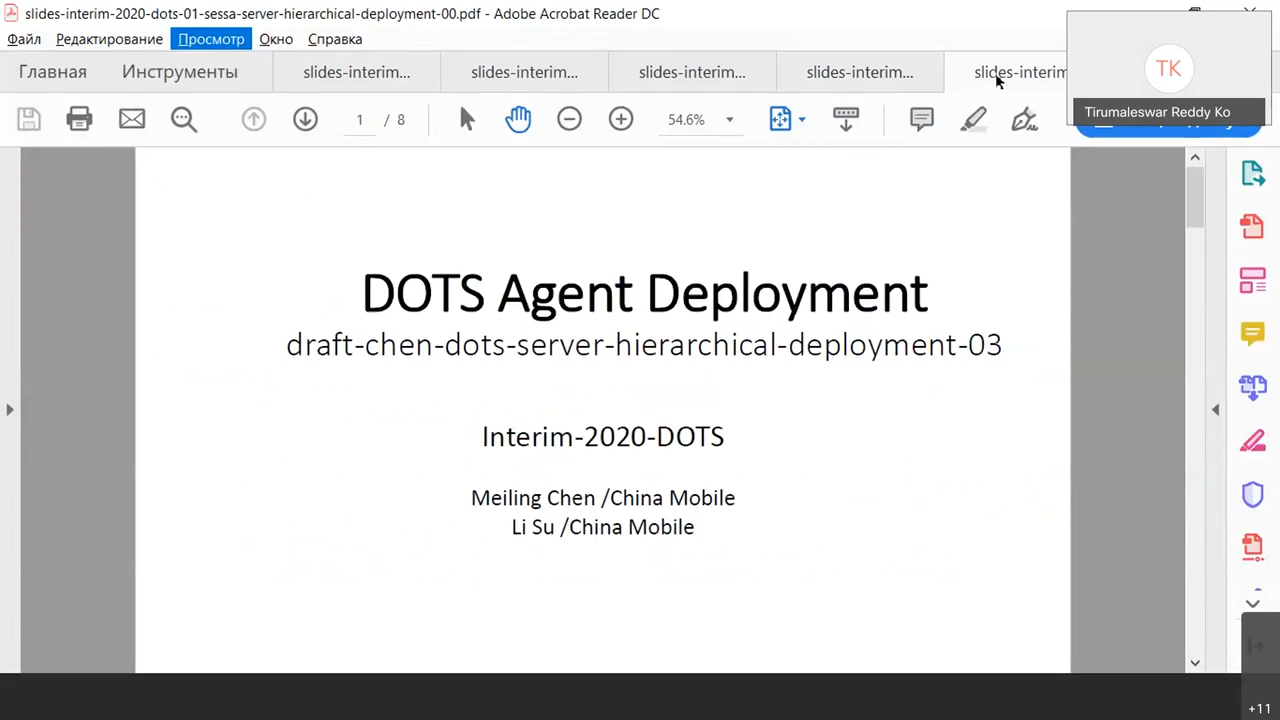 slides-interim-2020-dots-01-sessa-server-hierarchical-deployment-00.pdf - Adobe Acrobat Reader DC
Файл Редактирование Просмотр Окно Справка
Главная Инструменты slides-interim... slides-interim... slides-interim... slides-interim... slides-interim
TK
Tirumaleswar Reddy Ko
1 / 8 54.6%
DOTS Agent Deployment
draft-chen-dots-server-hierarchical-deployment-03
Interim-2020-DOTS
Meiling Chen /China Mobile
Li Su /China Mobile
+11